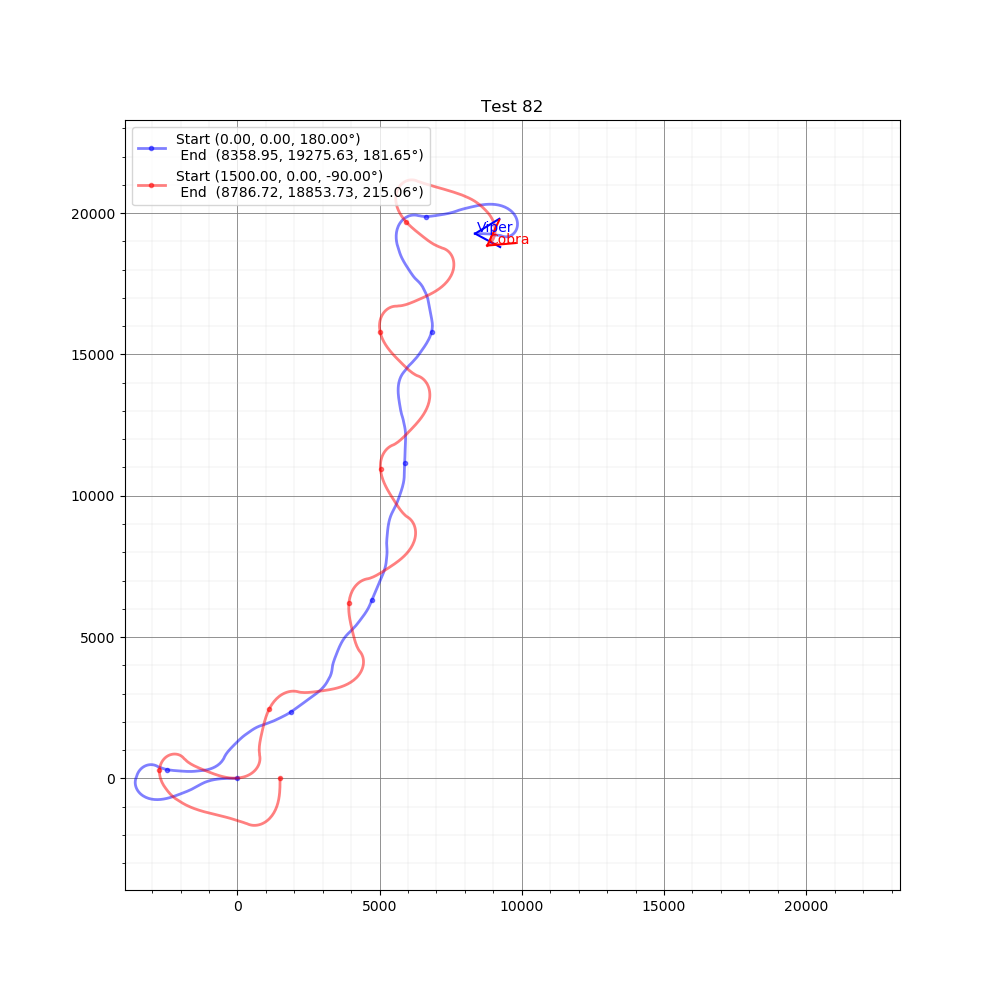 Test 82
Start (0.00, 0.00, 180.00°)
End (8358.95, 19275.63, 181.65°)
Start (1500.00, 0.00, -90.00°)
End (8786.72, 18853.73, 215.06°)
Viper
Cobra
20000
15000
10000
5000
0
0 5000 10000 15000 20000